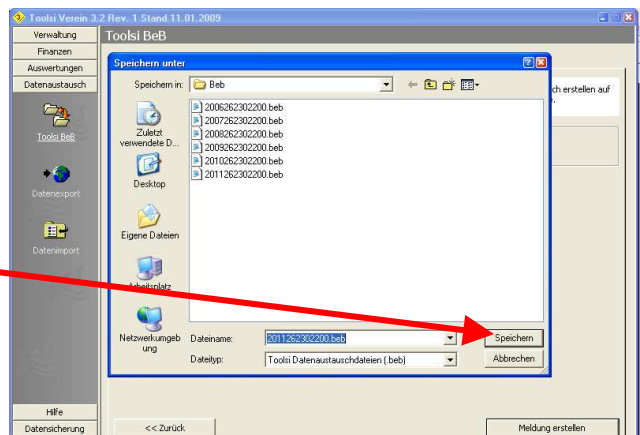 Toolsi Verein 3.2 Rev. 1 Stand 11.01.2009
Verwaltung
Finanzen
Auswertungen
Datenaustausch
Toolsi BeB
Datenexport
Datenimport
Hilfe
Datensicherung
Toolsi BeB
ch erstellen auf
Speichern unter
Speichern in:
Beb
Zuletzt
verwendete D...
Desktop
Eigene Dateien
Arbeitsplatz
Netzwerkumgeb
ung
2006262302200.beb
2007262302200.beb
2008262302200.beb
2009262302200.beb
2010262302200.beb
2011262302200.beb
Dateiname:
2011262302200.beb
Speichern
Dateityp:
Toolsi Datenaustauschdateien (.beb)
Abbrechen
<< Zurück
Meldung erstellen